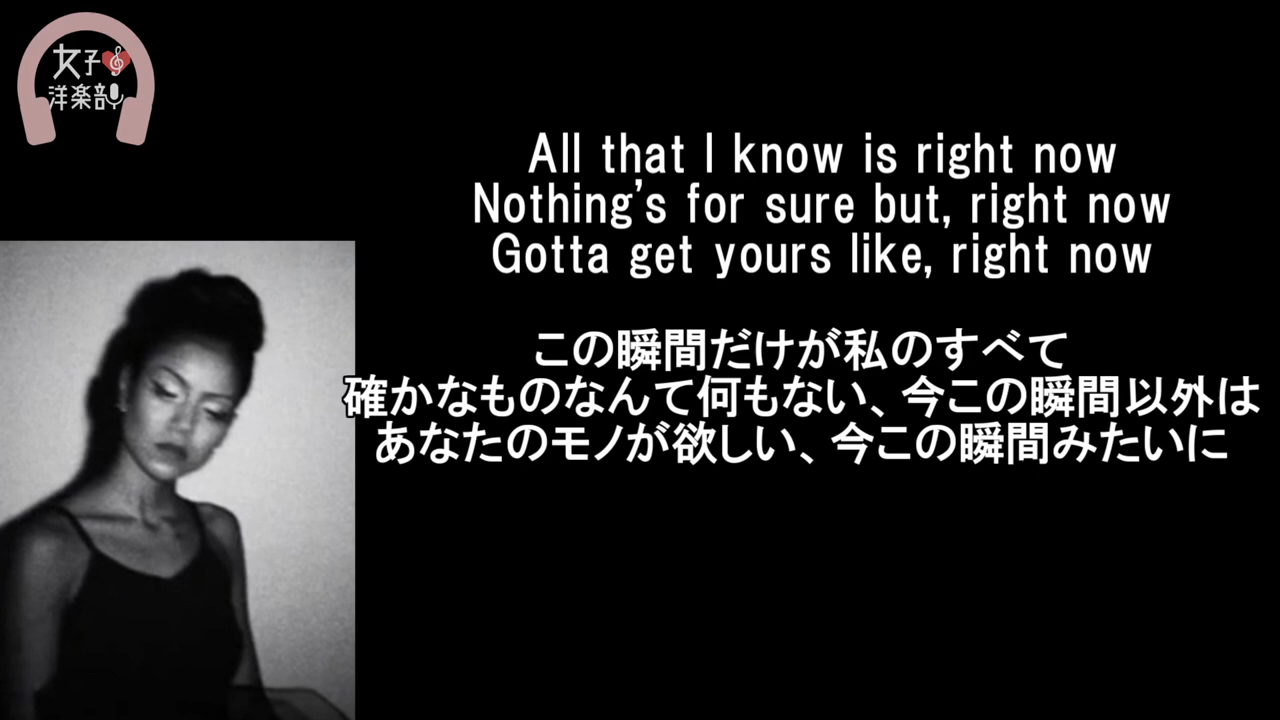 女子
洋楽部
All that I know is right now
Nothing's for sure but, right now
Gotta get yours like, right now
この瞬間だけが私のすべて
確かなものなんて何もない、今この瞬間以外は
あなたのモノが欲しい、今この瞬間みたいに